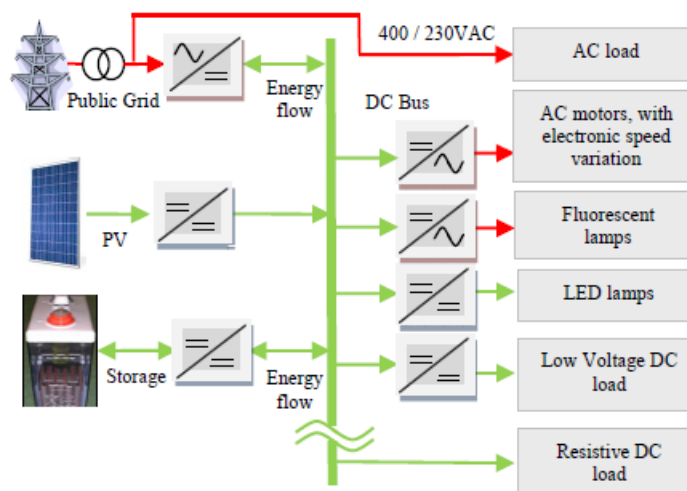 400 / 230VAC
AC load
Public Grid
Energy
flow
DC Bus
AC motors, with
electronic speed
variation
PV
Fluorescent
lamps
LED lamps
Storage
Energy
flow
Low Voltage DC
load
Resistive DC
load